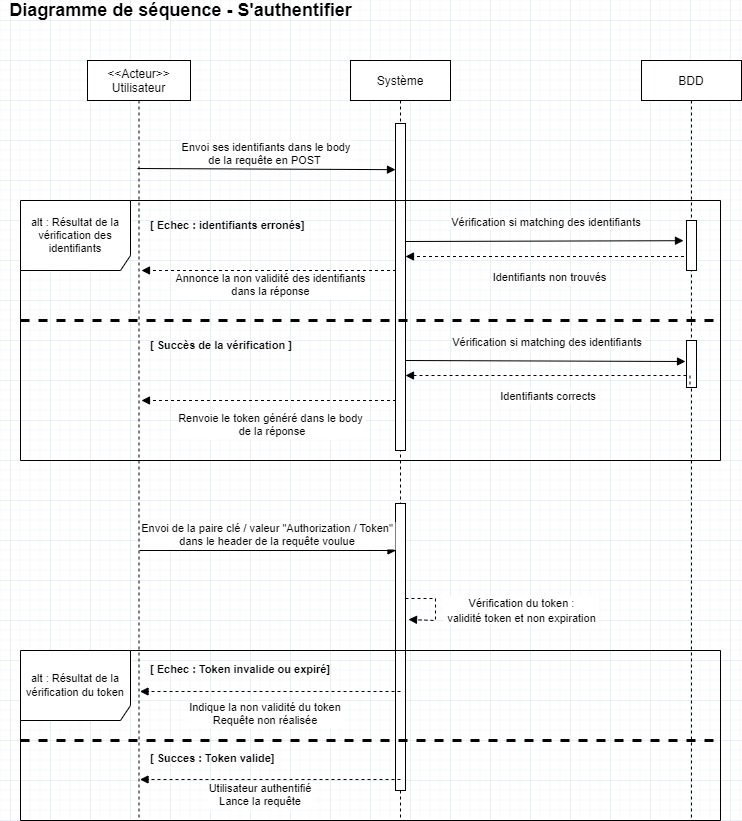 Diagramme de séquence - S'authentifier
<<Acteur>>
Utilisateur
Système
BDD
Envoi ses identifiants dans le body
de la requête en POST
alt : Résultat de la
vérification des
identifiants
[ Echec : identifiants erronés]
Vérification si matching des identifiants
Annonce la non validité des identifiants
dans la réponse
Identifiants non trouvés
[ Succès de la vérification ]
Vérification si matching des identifiants
Identifiants corrects
Renvoie le token généré dans le body
de la réponse
Envoi de la paire clé / valeur "Authorization / Token"
dans le header de la requête voulue
Vérification du token :
validité token et non expiration
alt : Résultat de la
vérification du token
[ Echec : Token invalide ou expiré]
Indique la non validité du token
Requête non réalisée
[ Succes : Token valide]
Utilisateur authentifié
Lance la requête